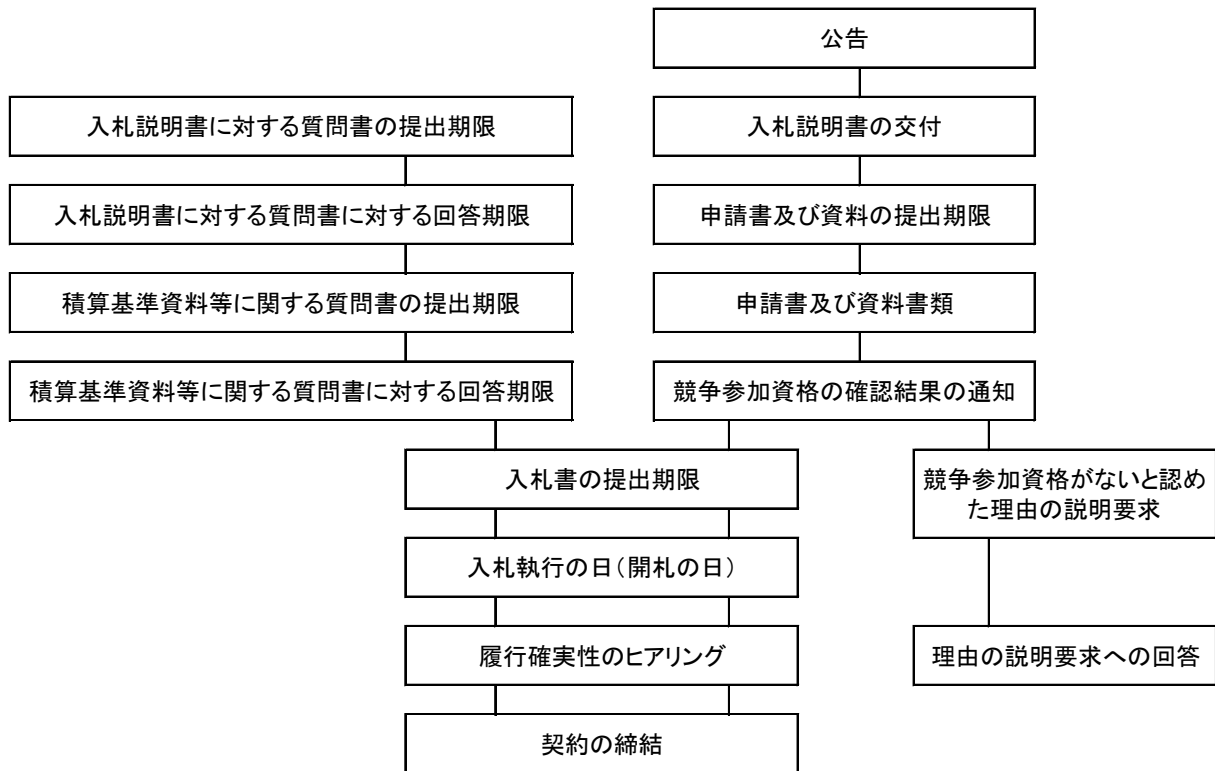 公告
入札説明書に対する質問書の提出期限
入札説明書の交付
入札説明書に対する質問書に対する回答期限
申請書及び資料の提出期限
積算基準資料等に関する質問書の提出期限
申請書及び資料書類
積算基準資料等に関する質問書に対する回答期限
競争参加資格の確認結果の通知
入札書の提出期限
競争参加資格がないと認め
た理由の説明要求
入札執行の日(開札の日)
履行確実性のヒアリング
理由の説明要求への回答
契約の締結